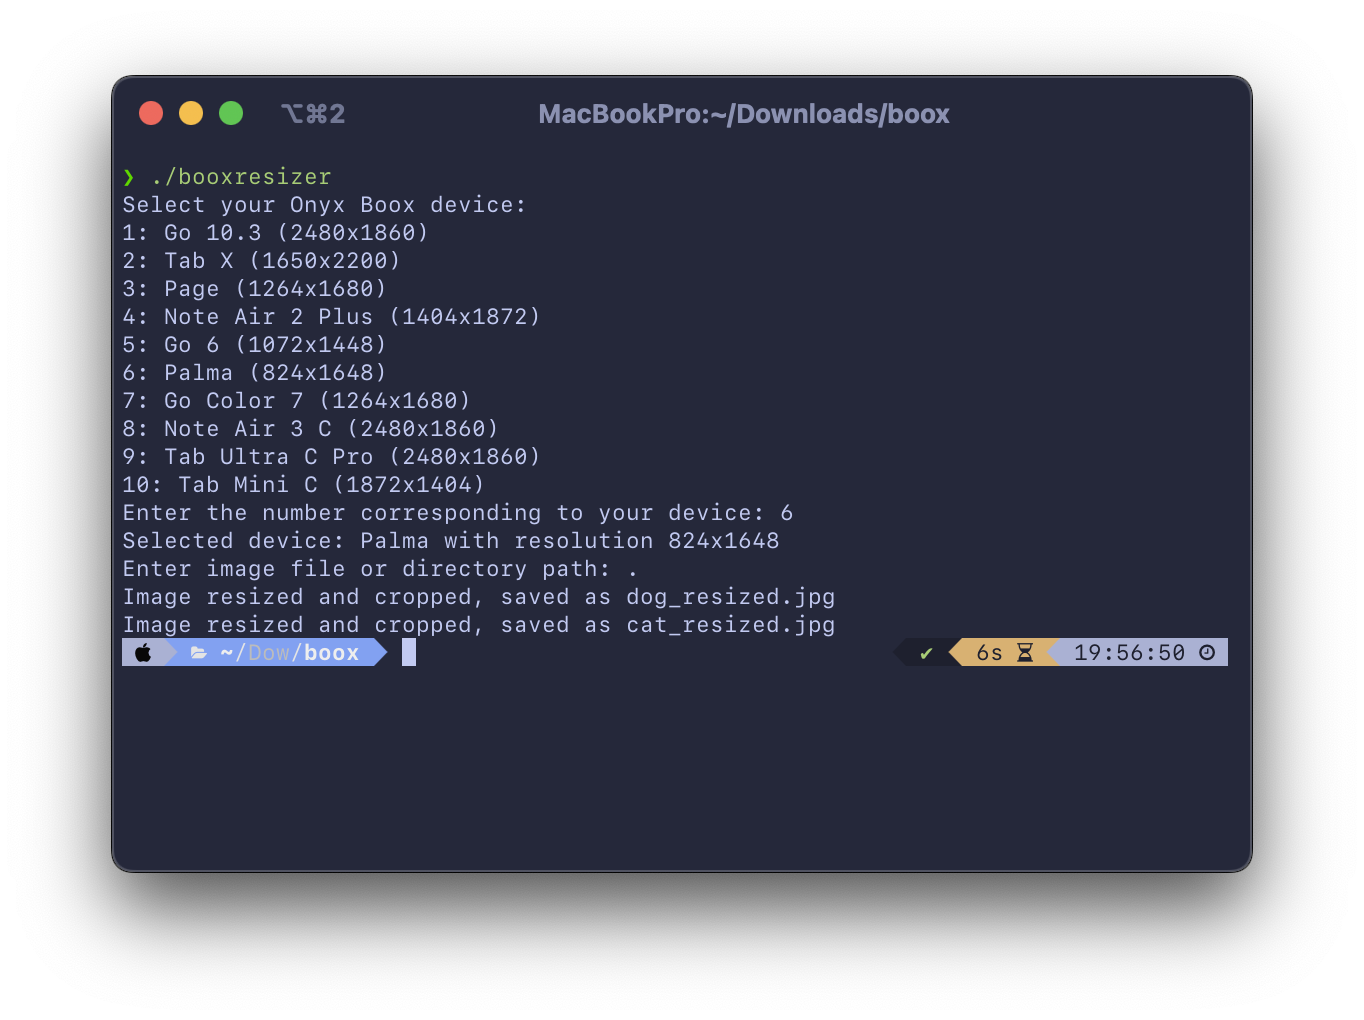 ⌥⌘2 MacBookPro:~/Downloads/boox
❯ ./booxresizer
Select your Onyx Boox device:
1: Go 10.3 (2480x1860)
2: Tab X (1650x2200)
3: Page (1264x1680)
4: Note Air 2 Plus (1404x1872)
5: Go 6 (1072x1448)
6: Palma (824x1648)
7: Go Color 7 (1264x1680)
8: Note Air 3 C (2480x1860)
9: Tab Ultra C Pro (2480x1860)
10: Tab Mini C (1872x1404)
Enter the number corresponding to your device: 6
Selected device: Palma with resolution 824x1648
Enter image file or directory path: .
Image resized and cropped, saved as dog_resized.jpg
Image resized and cropped, saved as cat_resized.jpg
~/Dow/boox ✔ 6s 19:56:50